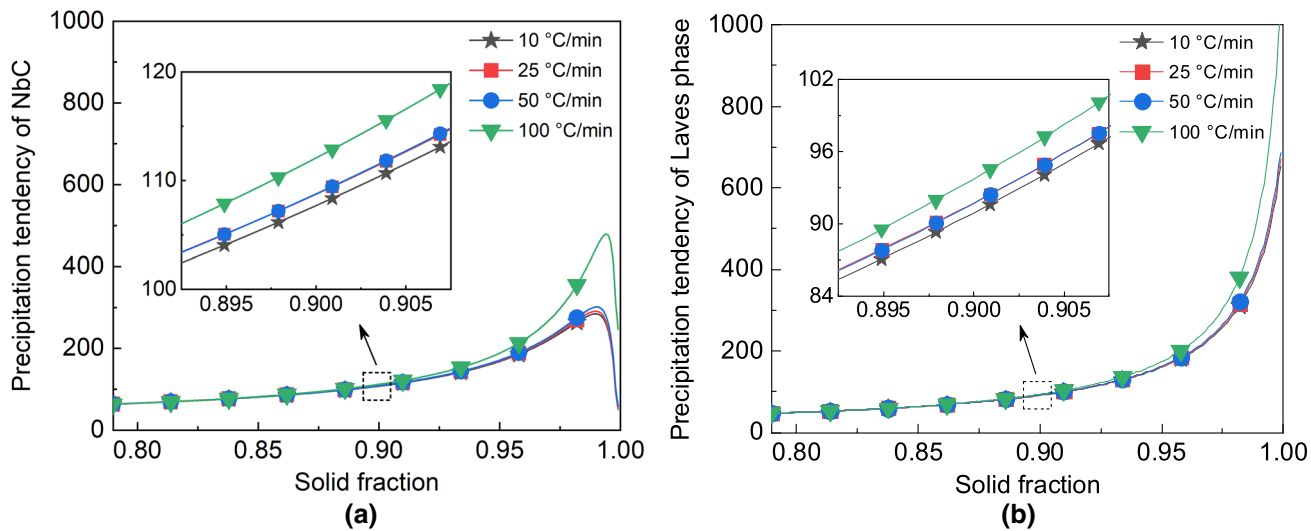 Precipitation tendency of NbC
1000
800
600
400
200
0
0.80 0.85 0.90 0.95 1.00
Solid fraction
10 °C/min
25 °C/min
50 °C/min
100 °C/min
120
110
100
0.895 0.900 0.905
(a)
Precipitation tendency of Laves phase
1000
800
600
400
200
0
0.80 0.85 0.90 0.95 1.00
Solid fraction
10 °C/min
25 °C/min
50 °C/min
100 °C/min
102
96
90
84
0.895 0.900 0.905
(b)